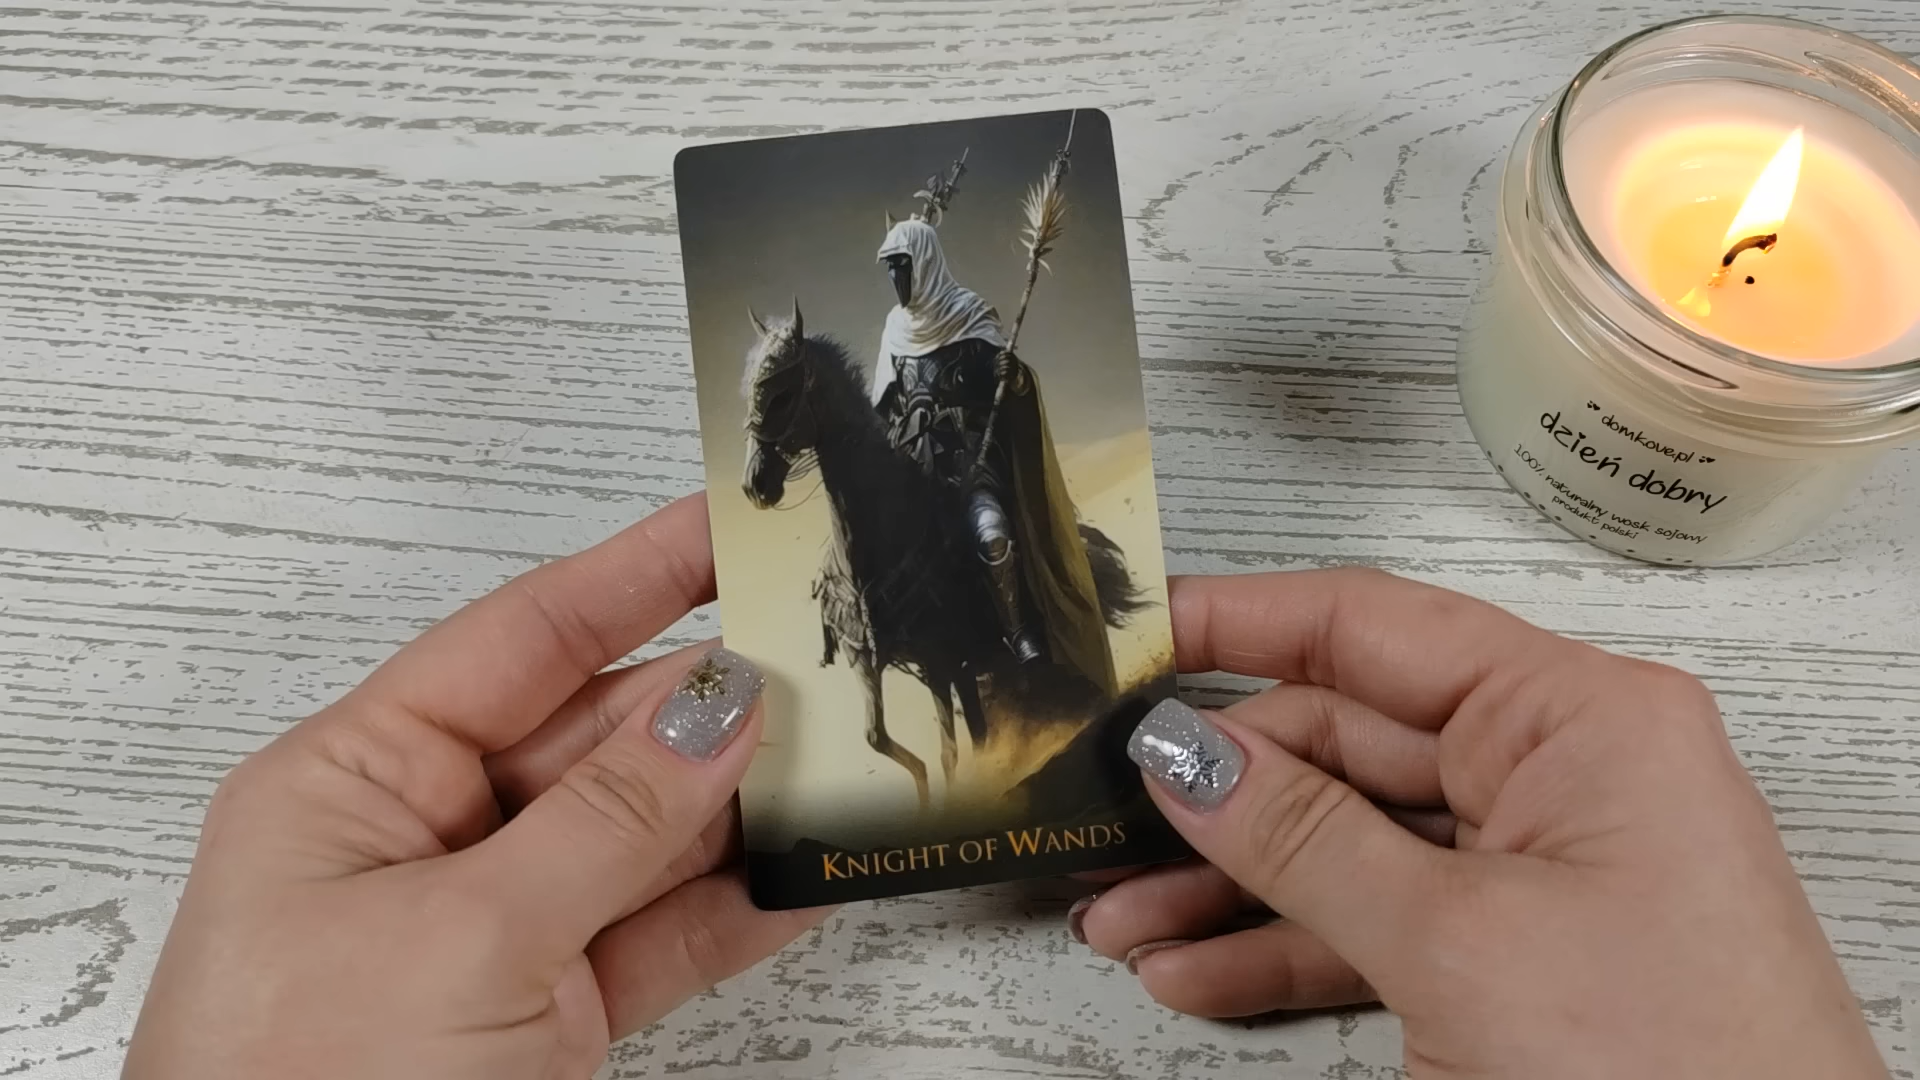 KNIGHT OF WANDS
domkove.pl
dzień dobry
100% naturalny wosk sojowy
produkt polski